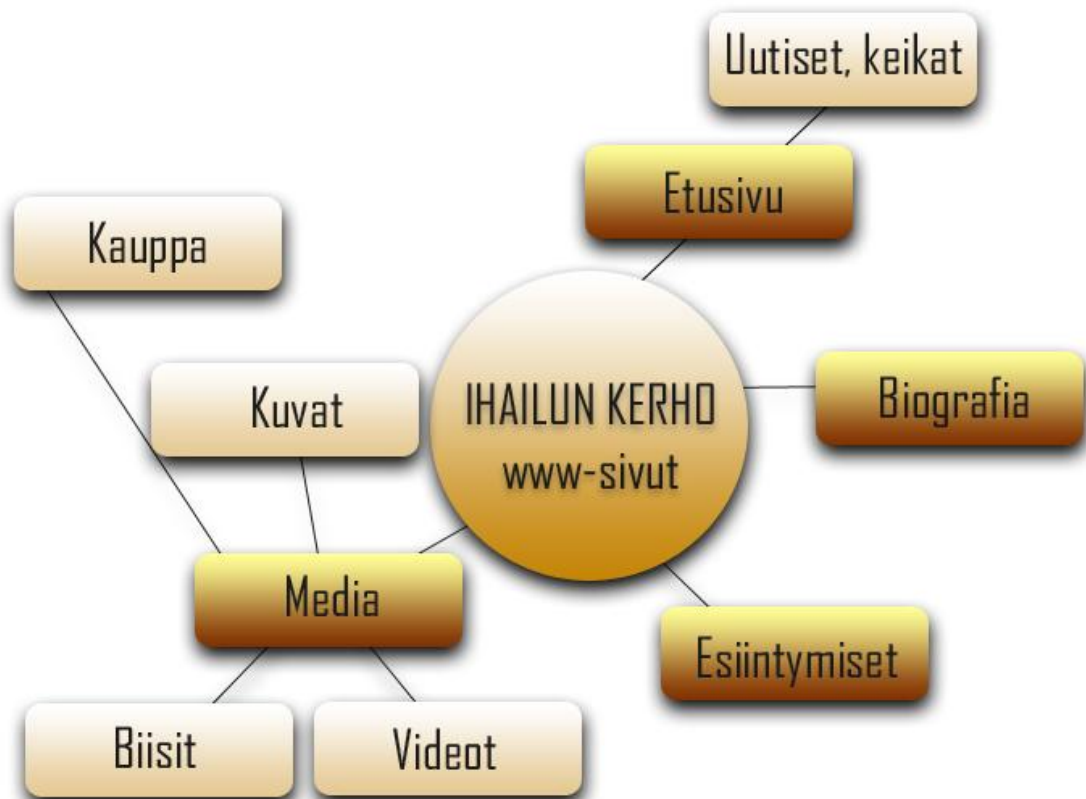 Uutiset, keikat
Etusivu
Kauppa
Kuvat
IHAILUN KERHO
www-sivut
Biografia
Media
Esiintymiset
Biisit
Videot